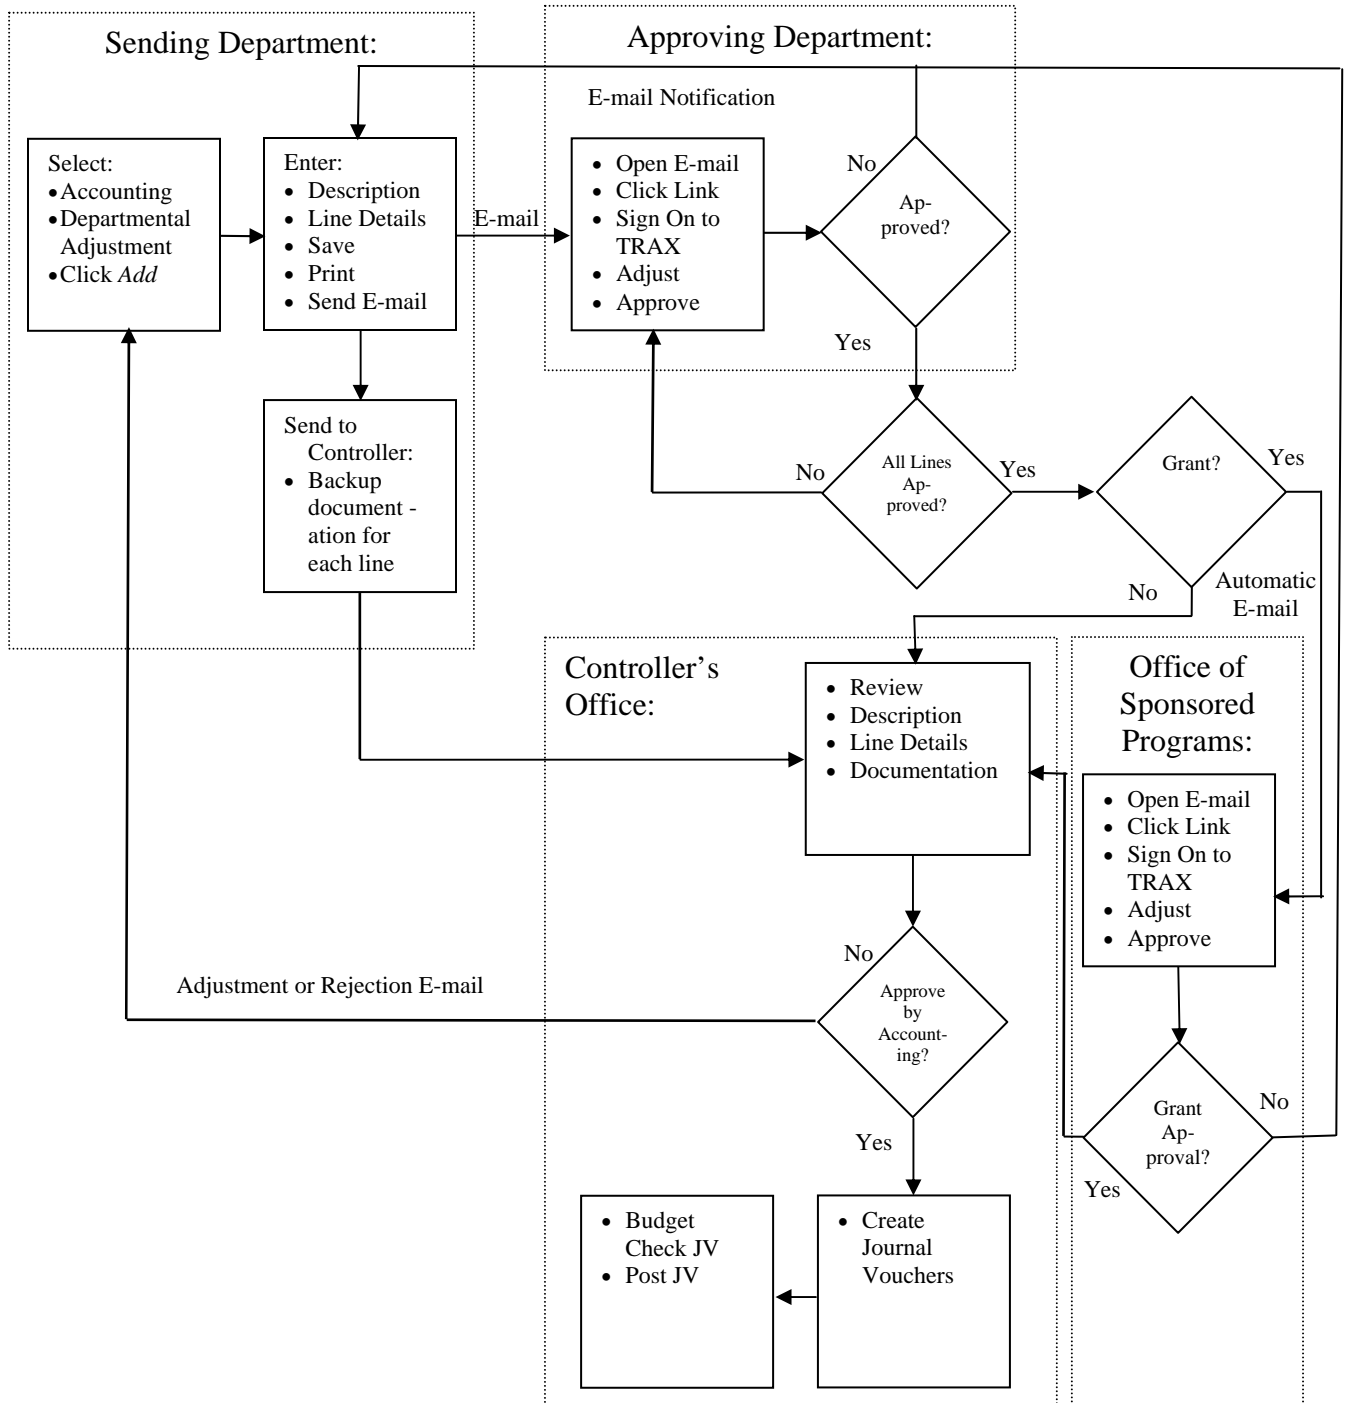 Sending Department:
Approving Department:
E-mail Notification
Select:
• Accounting
• Departmental
Adjustment
• Click Add
Enter:
• Description
• Line Details
• Save
• Print
• Send E-mail
E-mail
• Open E-mail
• Click Link
• Sign On to
TRAX
• Adjust
• Approve
No
Ap-
proved?
Yes
Send to
Controller:
• Backup
document -
ation for
each line
No
All Lines
Ap-
proved?
Yes
Grant?
Yes
No
Automatic
E-mail
Controller's
Office:
• Review
• Description
• Line Details
• Documentation
Office of
Sponsored
Programs:
• Open E-mail
• Click Link
• Sign On to
TRAX
• Adjust
• Approve
No
Adjustment or Rejection E-mail
Approve
by
Account-
ing?
Yes
Grant
Ap-
proval?
No
Yes
• Budget
Check JV
• Post JV
• Create
Journal
Vouchers